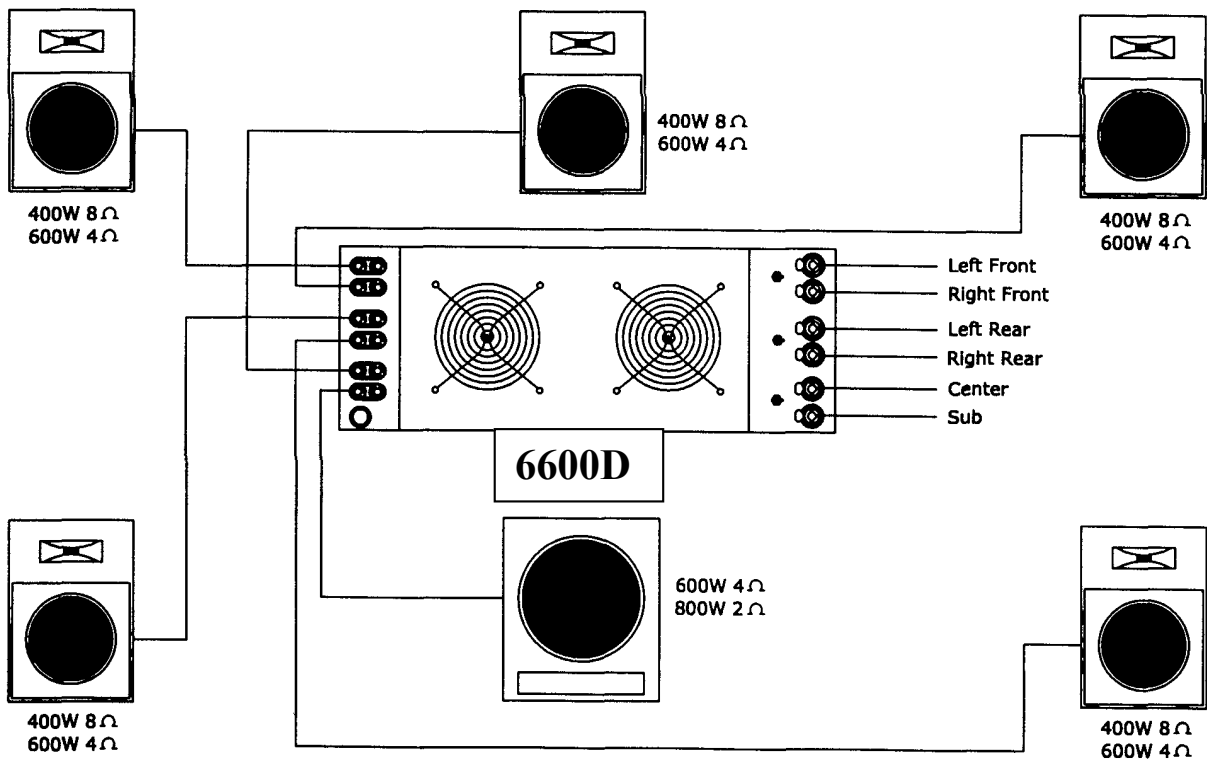 400W 8Ω
600W 4Ω
400W 8Ω
600W 4Ω
400W 8Ω
600W 4Ω
Left Front
Right Front
Left Rear
Right Rear
Center
Sub
6600D
600W 4Ω
800W 2Ω
400W 8Ω
600W 4Ω
400W 8Ω
600W 4Ω